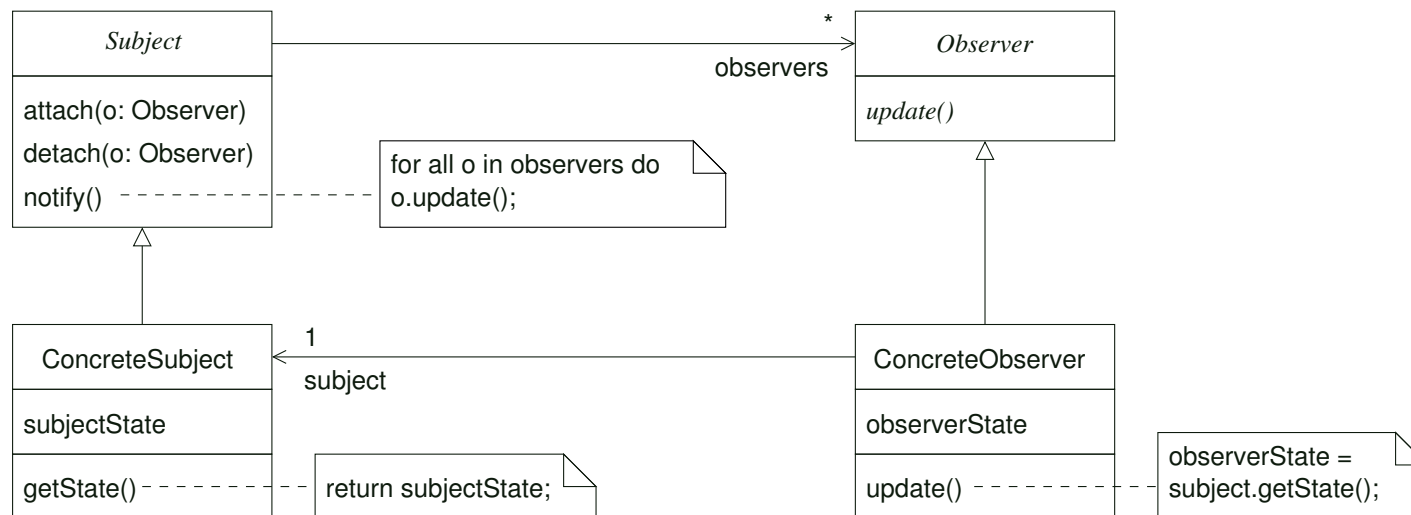 Subject
*
Observer
observers
attach(o: Observer)
detach(o: Observer)
notify()
for all o in observers do
o.update();
update()
ConcreteSubject
1
subject
ConcreteObserver
subjectState
observerState
getState()
return subjectState;
update()
observerState =
subject.getState();